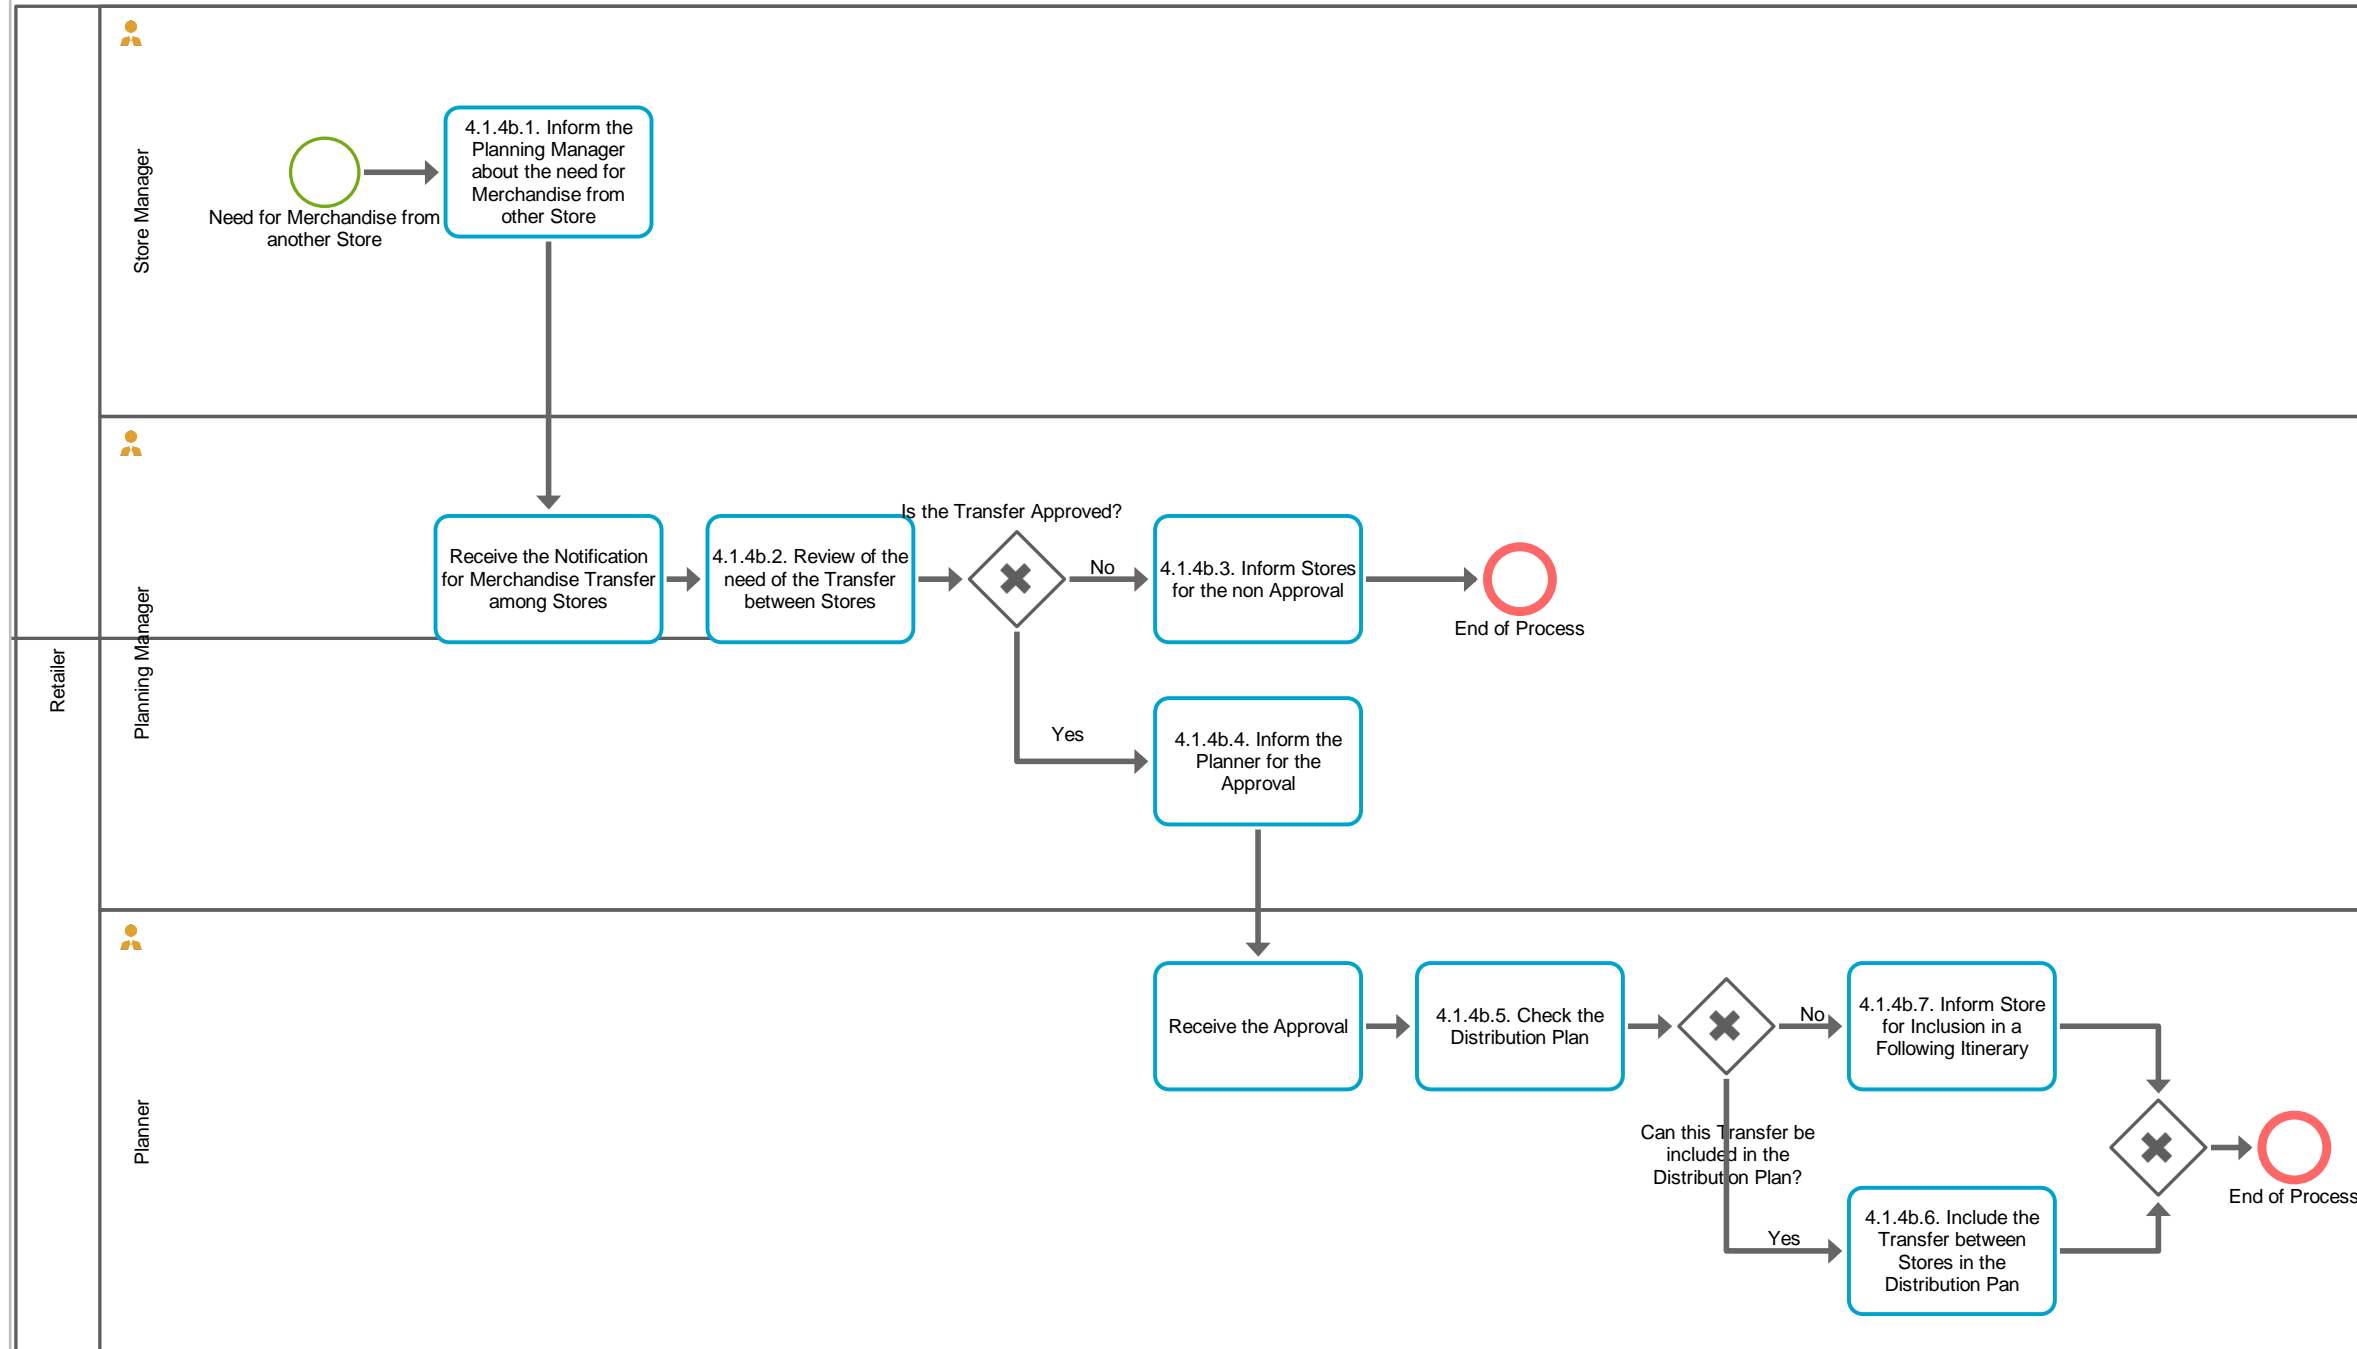 Retailer
Store Manager
Need for Merchandise from
another Store
4.1.4b.1. Inform the
Planning Manager
about the need for
Merchandise from
other Store
Planning Manager
Receive the Notification
for Merchandise Transfer
among Stores
4.1.4b.2. Review of the
need of the Transfer
between Stores
Is the Transfer Approved?
No
4.1.4b.3. Inform Stores
for the non Approval
End of Process
Yes
4.1.4b.4. Inform the
Planner for the
Approval
Planner
Receive the Approval
4.1.4b.5. Check the
Distribution Plan
Can this Transfer be
included in the
Distribution Plan?
No
4.1.4b.7. Inform Store
for Inclusion in a
Following Itinerary
Yes
4.1.4b.6. Include the
Transfer between
Stores in the
Distribution Pan
End of Process